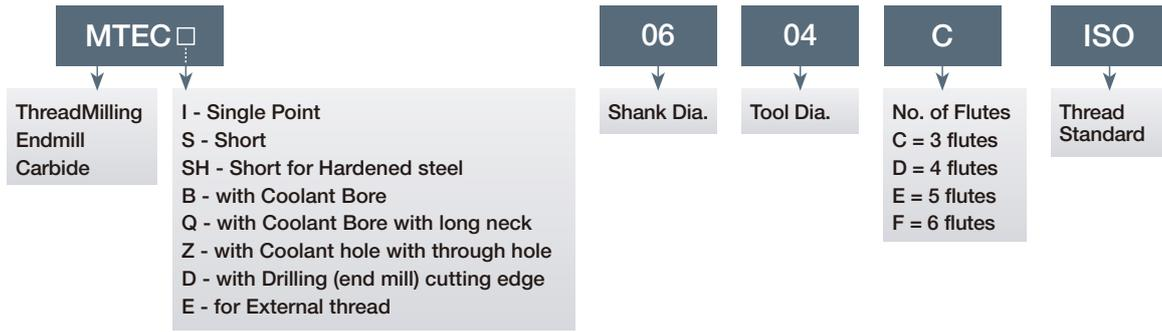 MTEC□ 06 04 C ISO
ThreadMilling
Endmill
Carbide
I - Single Point
S - Short
SH - Short for Hardened steel
B - with Coolant Bore
Q - with Coolant Bore with long neck
Z - with Coolant hole with through hole
D - with Drilling (end mill) cutting edge
E - for External thread
Shank Dia.
Tool Dia.
No. of Flutes
C = 3 flutes
D = 4 flutes
E = 5 flutes
F = 6 flutes
Thread
Standard